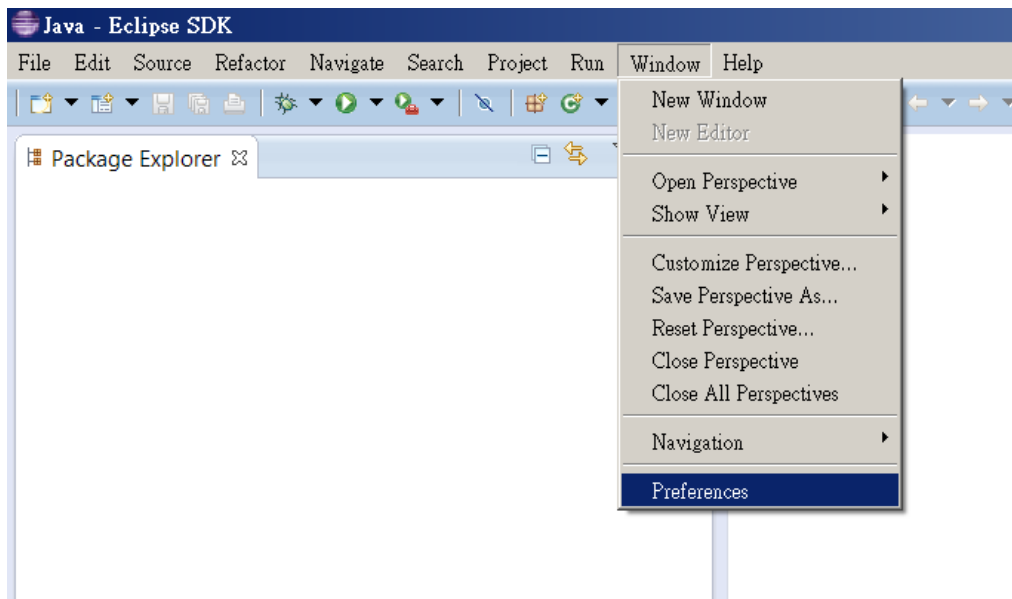 Java - Eclipse SDK
File Edit Source Refactor Navigate Search Project Run Window Help
Package Explorer
New Window
New Editor
Open Perspective
Show View
Customize Perspective...
Save Perspective As...
Reset Perspective...
Close Perspective
Close All Perspectives
Navigation
Preferences